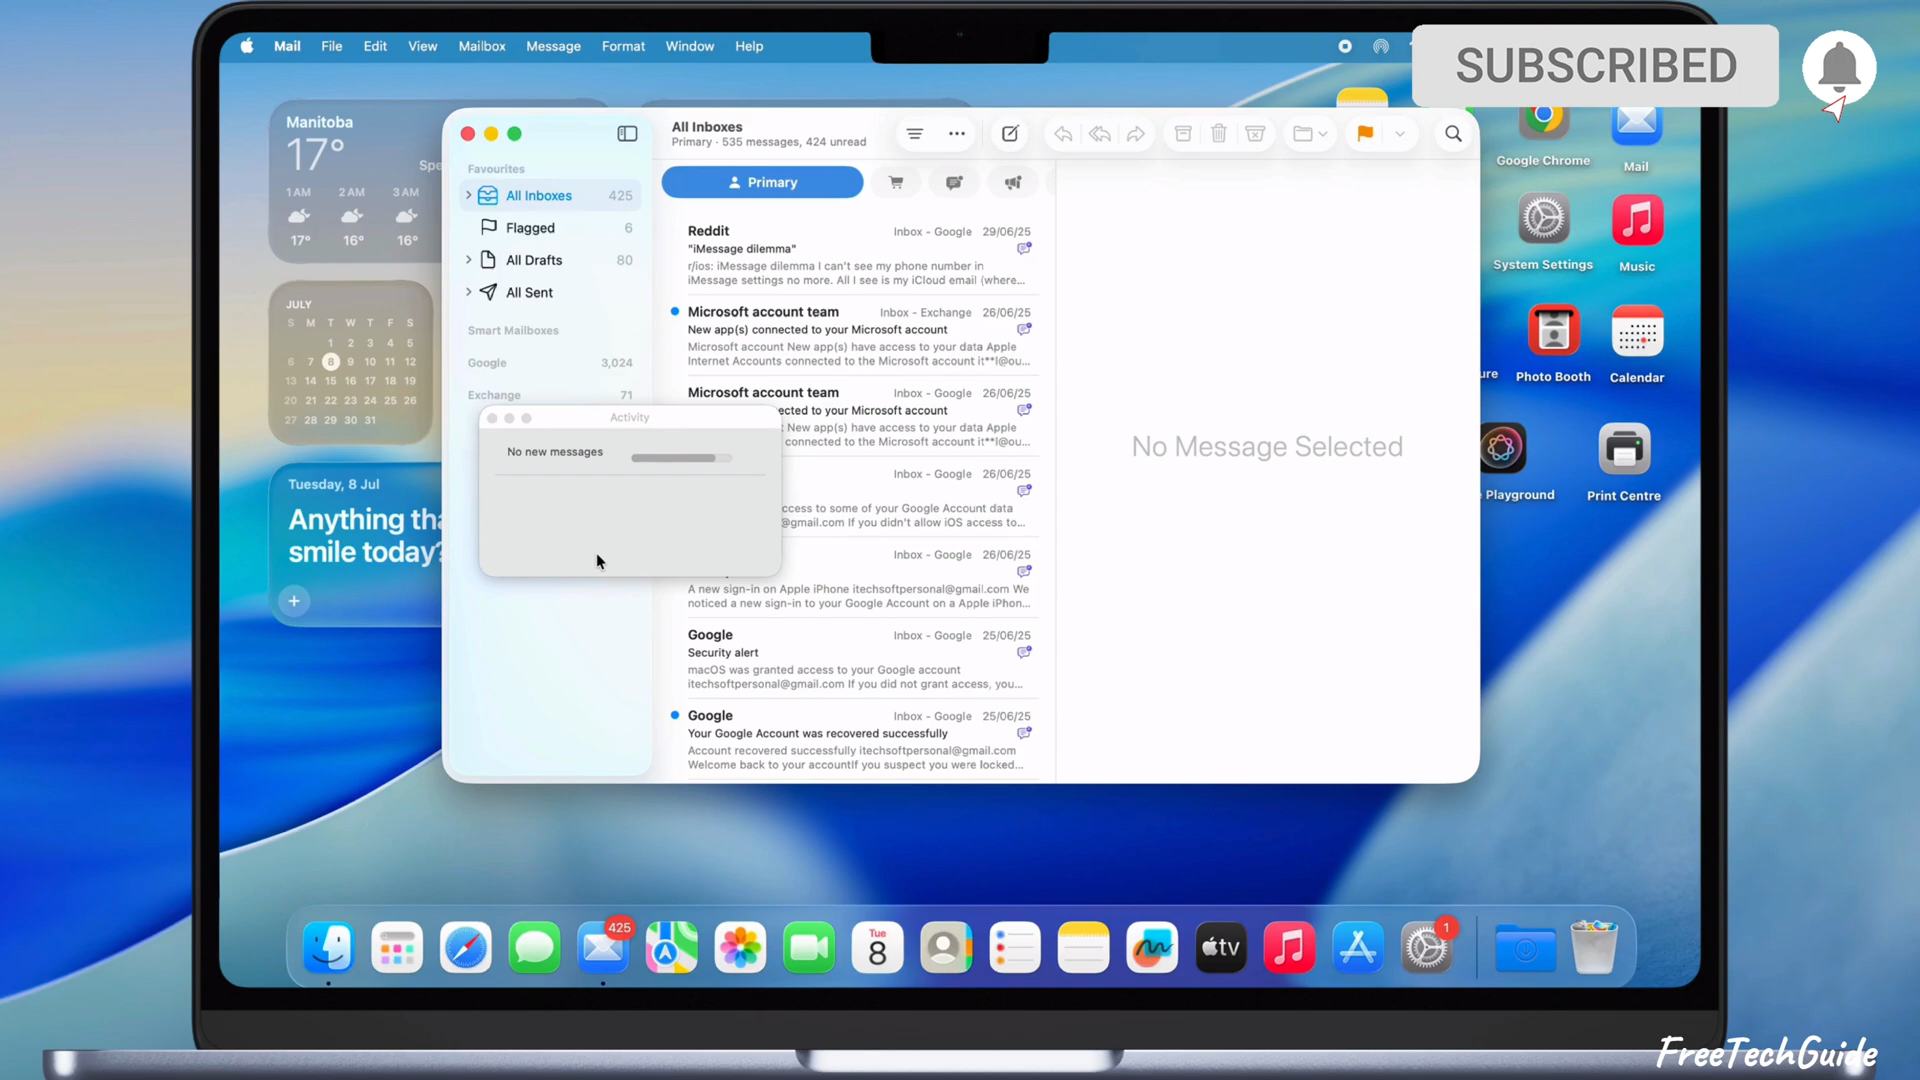 Mail File Edit View Mailbox Message Format Window Help
SUBSCRIBED
Manitoba
17°
Spe
1 AM 2 AM 3 AM
17° 16° 16°
JULY
S M T W T F S
1 2 3 4 5
6 7 8 9 10 11 12
13 14 15 16 17 18 19
20 21 22 23 24 25 26
27 28 29 30 31
Tuesday, 8 Jul
Anything tha
smile today?
Favourites
All Inboxes 425
Flagged 6
All Drafts 80
All Sent
Smart Mailboxes
Google 3,024
Exchange 71
Activity
No new messages
All Inboxes
Primary · 535 messages, 424 unread
Primary
Reddit Inbox - Google 29/06/25
"iMessage dilemma"
r/ios: iMessage dilemma I can't see my phone number in
iMessage settings no more. All I see is my iCloud email (where...
Microsoft account team Inbox - Exchange 26/06/25
New app(s) connected to your Microsoft account
Microsoft account New app(s) have access to your data Apple
Internet Accounts connected to the Microsoft account it**l@ou...
Microsoft account team Inbox - Google 26/06/25
cted to your Microsoft account
New app(s) have access to your data Apple
connected to the Microsoft account it**l@ou...
Inbox - Google 26/06/25
ccess to some of your Google Account data
@gmail.com If you didn't allow iOS access to...
Inbox - Google 26/06/25
A new sign-in on Apple iPhone itechsoftpersonal@gmail.com We
noticed a new sign-in to your Google Account on a Apple iPhon...
Google Inbox - Google 25/06/25
Security alert
macOS was granted access to your Google account
itechsoftpersonal@gmail.com If you did not grant access, you...
Google Inbox - Google 25/06/25
Your Google Account was recovered successfully
Account recovered successfully itechsoftpersonal@gmail.com
Welcome back to your accountIf you suspect you were locked...
No Message Selected
Google Chrome
Mail
System Settings
Music
ure
Photo Booth
Calendar
Playground
Print Centre
425
Tue
8
tv
1
FreeTechGuide